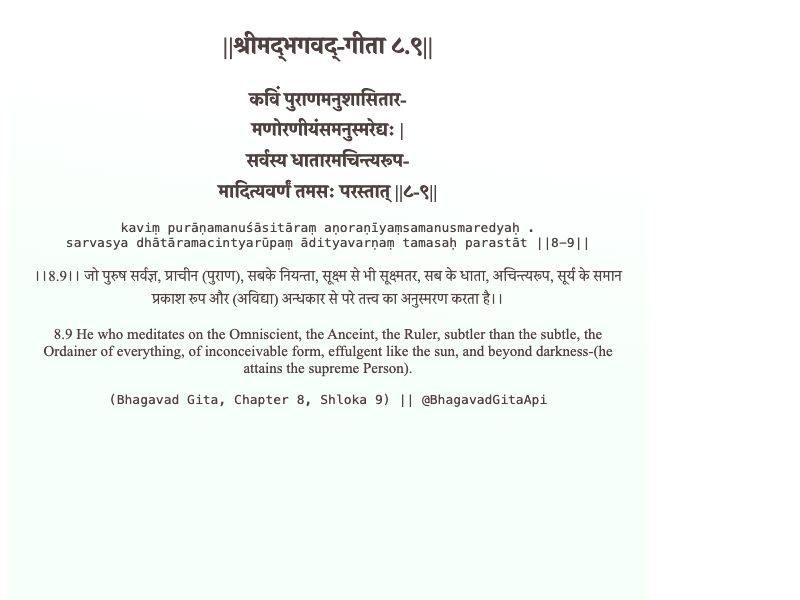 ||श्रीमद्‍भगवद्‍-गीता ८.९||
कविं पुराणमनुशासितार-
मणोरणीयंसमनुस्मरेद्यः |
सर्वस्य धातारमचिन्त्यरूप-
मादित्यवर्णं तमसः परस्तात् ||८-९||
kaviṃ purāṇamanuśāsitāraṃ aṇoraṇīyaṃsamanusmaredyaḥ .
sarvasya dhātāramacintyarūpaṃ ādityavarṇaṃ tamasaḥ parastāt ||8-9||
।।8.9।। जो पुरुष सर्वज्ञ, प्राचीन (पुराण), सबके नियन्ता, सूक्ष्म से भी सूक्ष्मतर, सब के धाता, अचिन्त्यरूप, सूर्य के समान
प्रकाश रूप और (अविद्या) अन्धकार से परे तत्त्व का अनुस्मरण करता है।।
8.9 He who meditates on the Omniscient, the Anceint, the Ruler, subtler than the subtle, the
Ordainer of everything, of inconceivable form, effulgent like the sun, and beyond darkness-(he
attains the supreme Person).
(Bhagavad Gita, Chapter 8, Shloka 9) || @BhagavadGitaApi